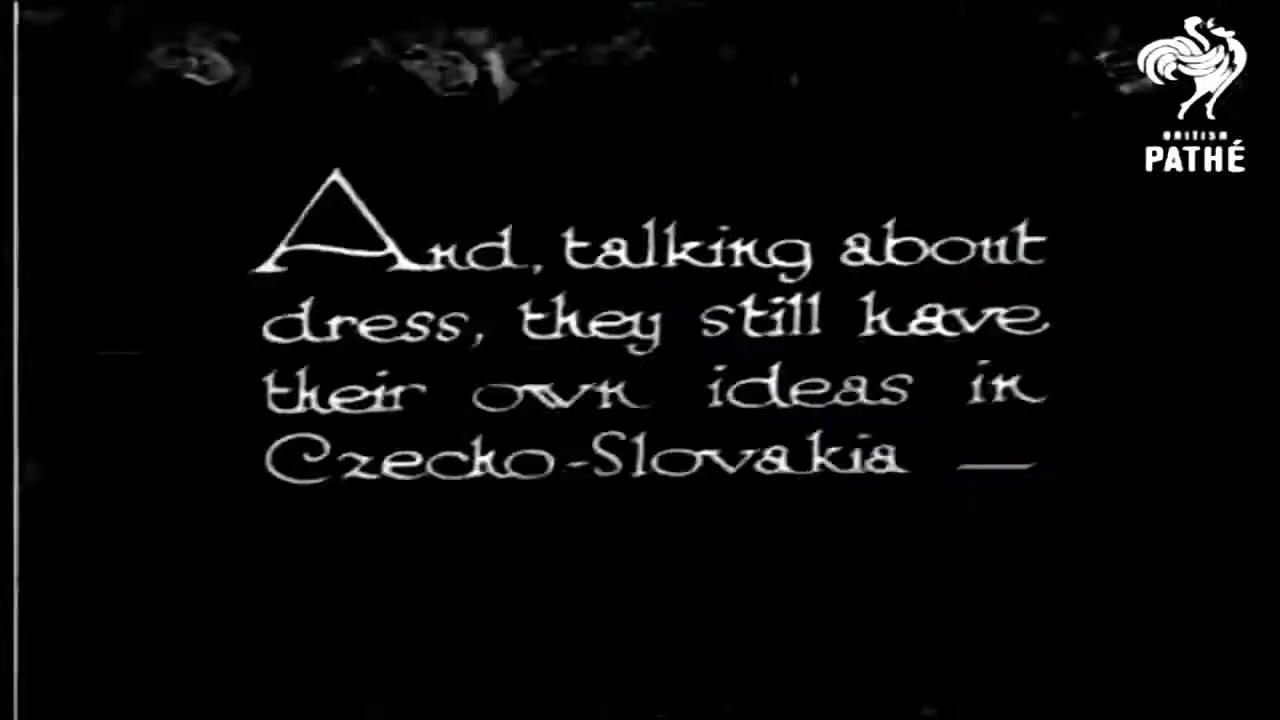 BRITISH
PATHÉ
And, talking about
dress, they still have
their own ideas in
Czecko-Slovakia —